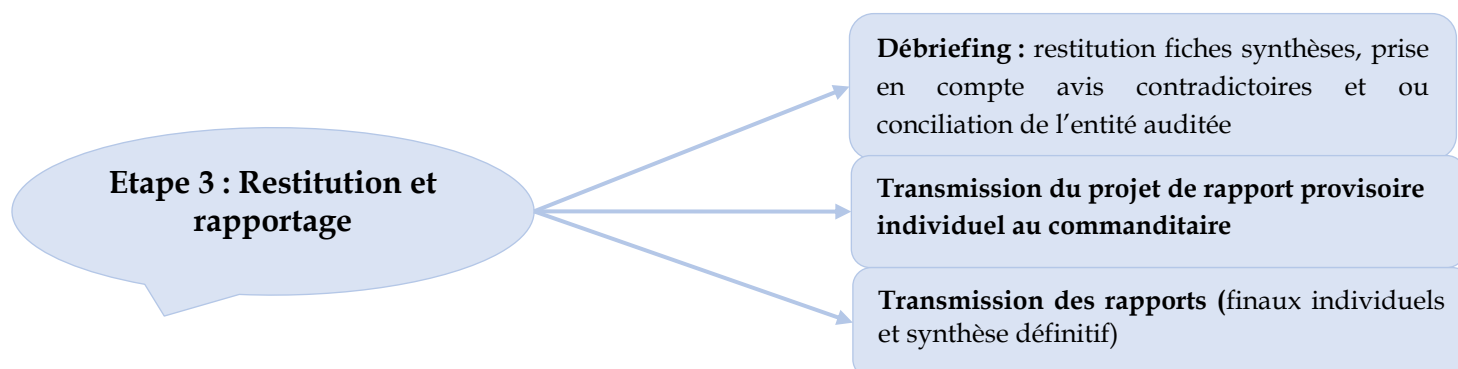 Etape 3 : Restitution et
rapportage
Débriefing : restitution fiches synthèses, prise
en compte avis contradictoires et ou
conciliation de l’entité auditée
Transmission du projet de rapport provisoire
individuel au commanditaire
Transmission des rapports (finaux individuels
et synthèse définitif)